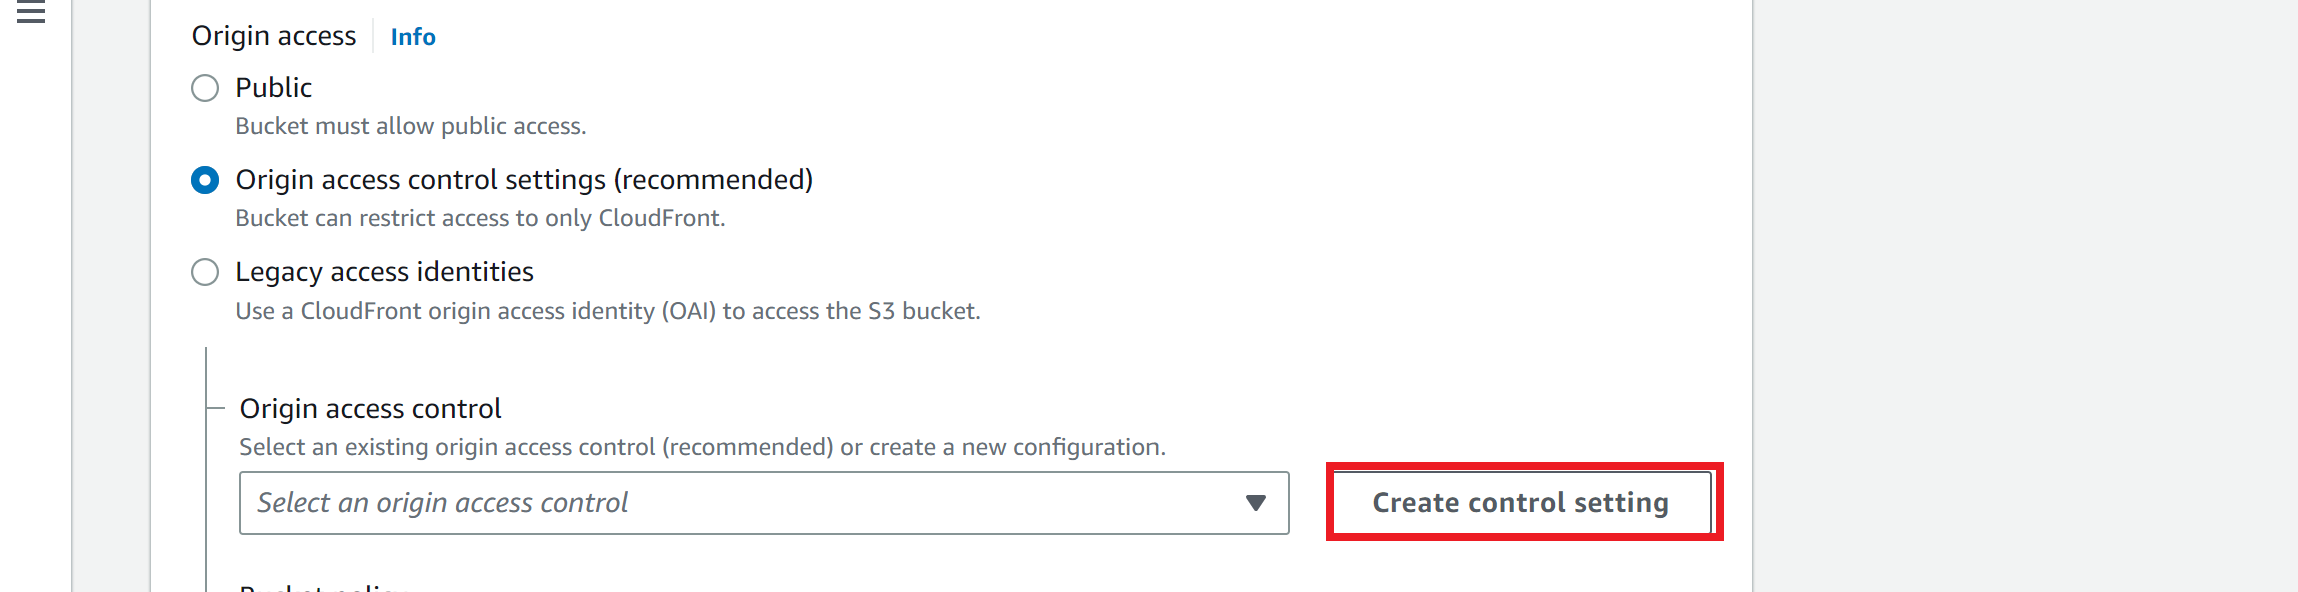 Origin access Info
Public
Bucket must allow public access.
Origin access control settings (recommended)
Bucket can restrict access to only CloudFront.
Legacy access identities
Use a CloudFront origin access identity (OAI) to access the S3 bucket.
Origin access control
Select an existing origin access control (recommended) or create a new configuration.
Select an origin access control
Create control setting
Bucket policy